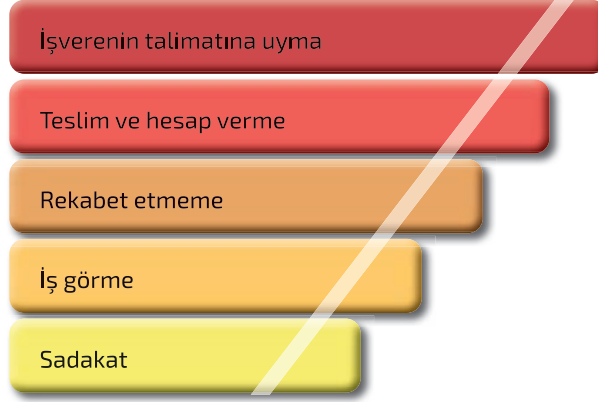 İşverenin talimatına uyma
Teslim ve hesap verme
Rekabet etmeme
İş görme
Sadakat